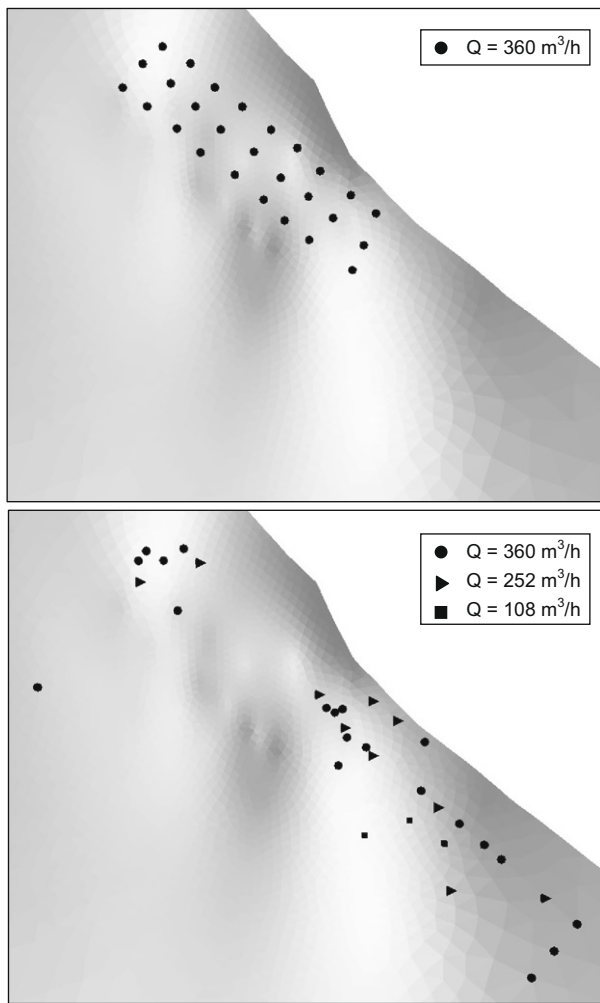 Q = 360 m³/h
Q = 360 m³/h
Q = 252 m³/h
Q = 108 m³/h